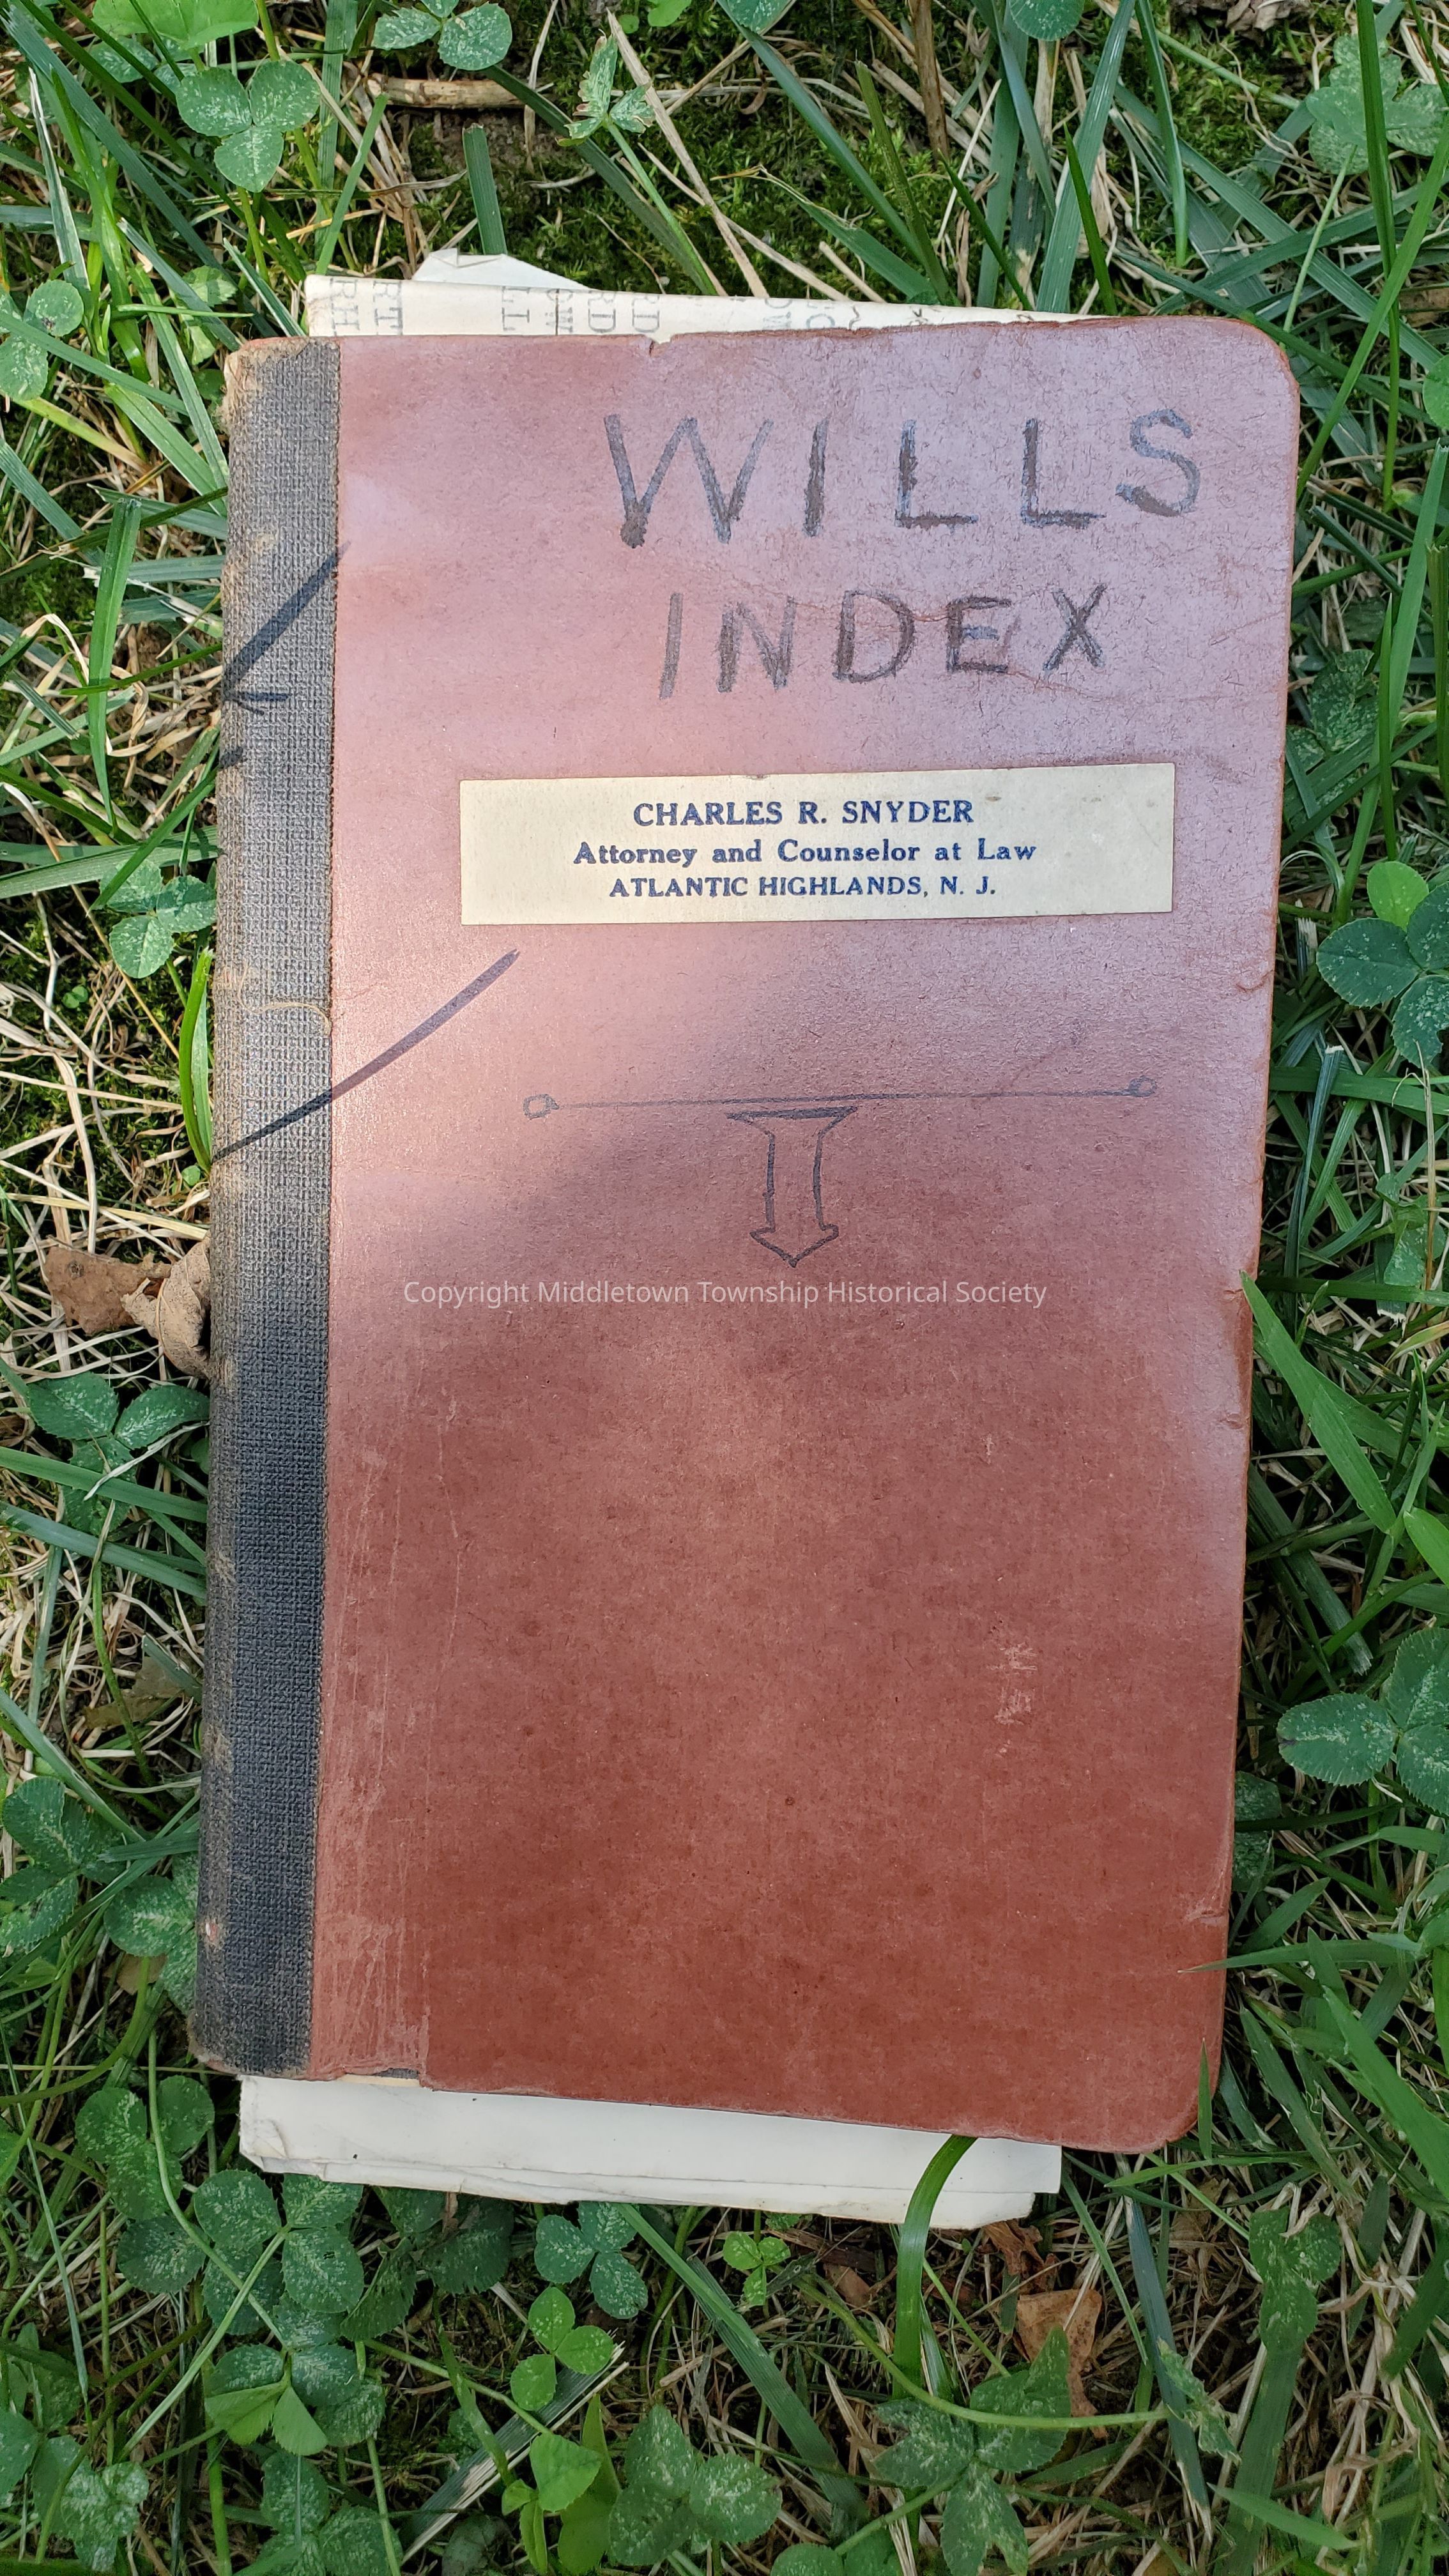 WILLS
INDEX
CHARLES R. SNYDER
Attorney and Counselor at Law
ATLANTIC HIGHLANDS, N. J.
Copyright Middletown Township Historical Society